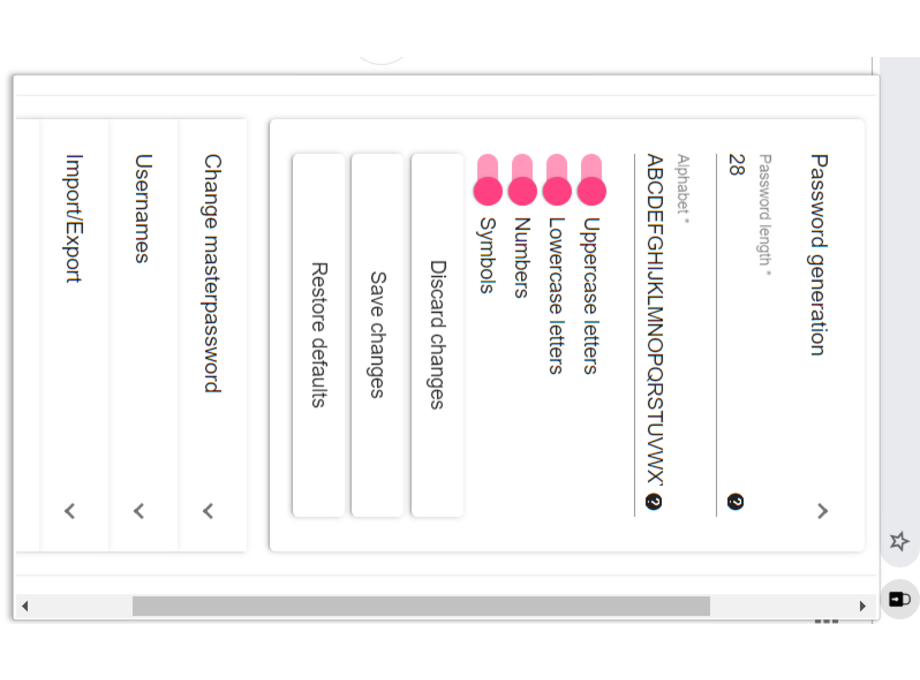 Password generation
Password length *
28
Alphabet *
ABCDEFGHIJKLMNOPQRSTUVWX
Uppercase letters
Lowercase letters
Numbers
Symbols
Discard changes
Save changes
Restore defaults
Change masterpassword
Usernames
Import/Export